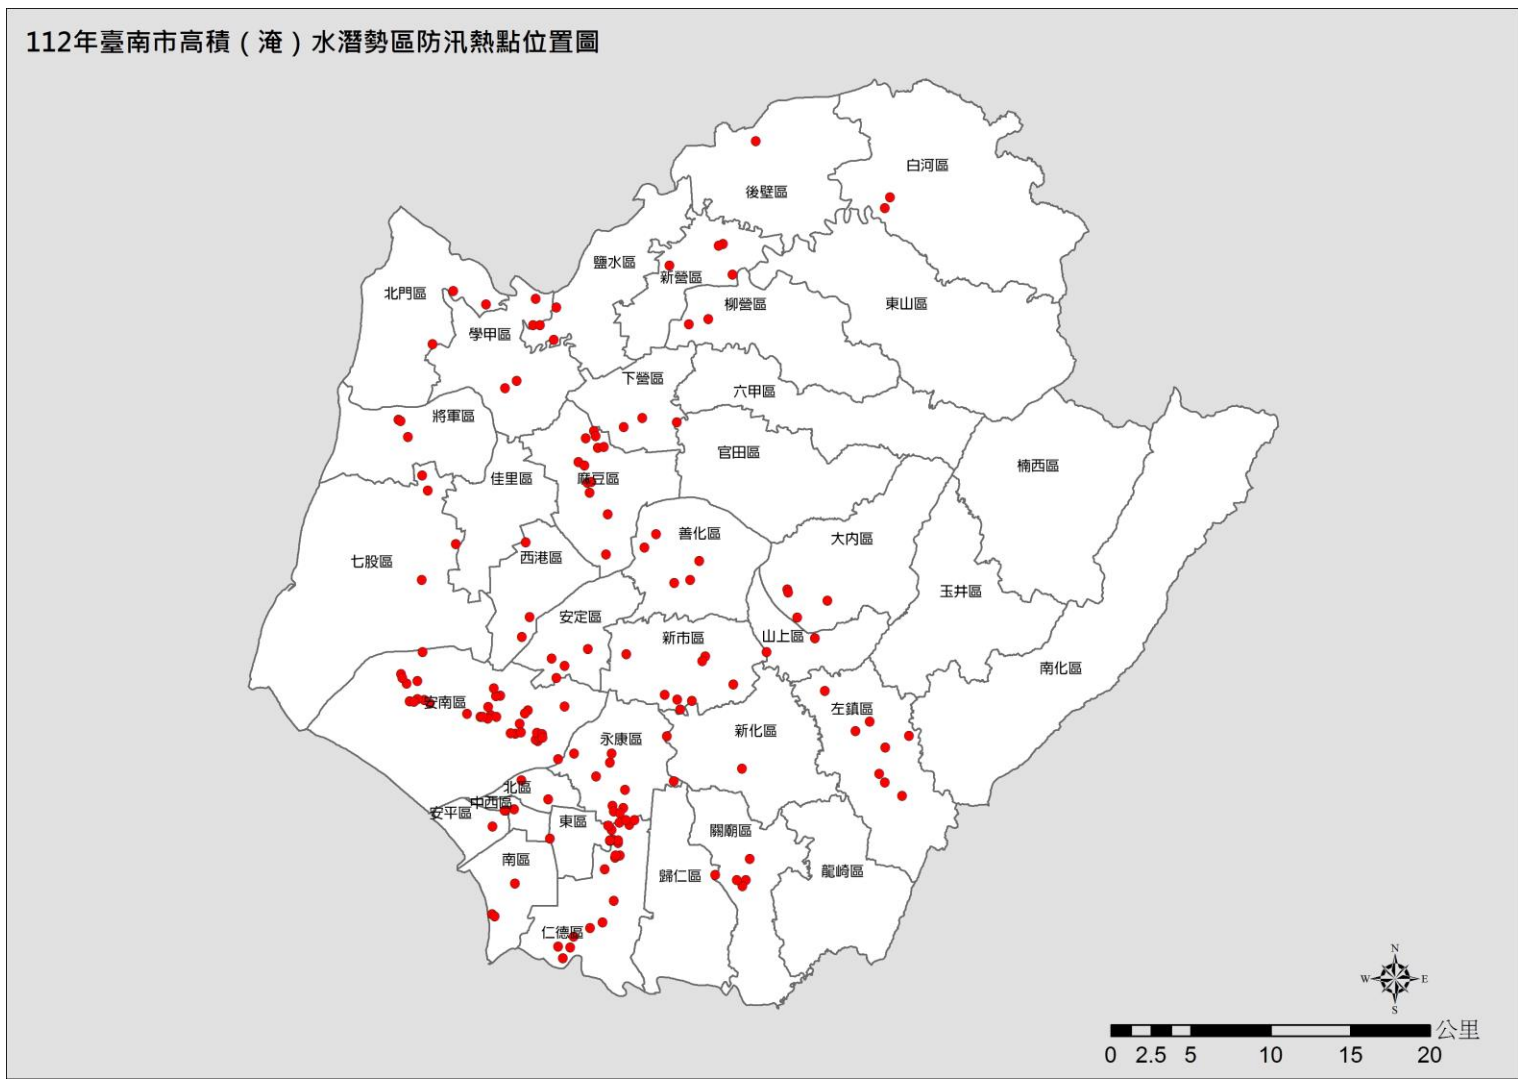 112年臺南市高積（淹）水潛勢區防汛熱點位置圖
白河區
後壁區
鹽水區
新營區
北門區
柳營區
東山區
學甲區
下營區
六甲區
將軍區
官田區
楠西區
佳里區
麻豆區
善化區
大内區
西港區
七股區
玉井區
安定區
新市區
山上區
南化區
安南區
左鎮區
新化區
永康區
北區
中西區
安平區
東區
關廟區
南區
歸仁區
龍崎區
仁德區
N
W
E
S
公里
0 2.5 5 10 15 20